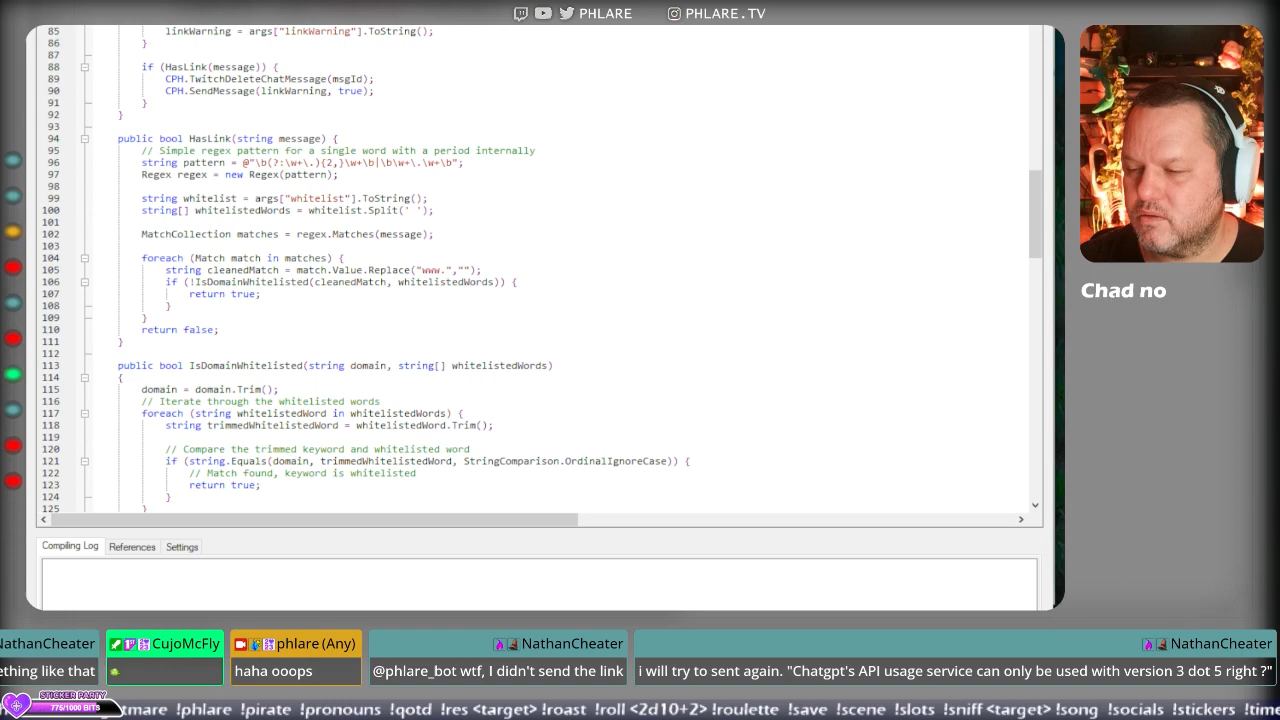 PHLARE
PHLARE.TV
85 linkWarning = args["linkWarning"].ToString();
86 }
87
88 if (HasLink(message)) {
89 CPH.TwitchDeleteChatMessage(msgId);
90 CPH.SendMessage(linkWarning, true);
91 }
92 }
93
94 public bool HasLink(string message) {
95 // Simple regex pattern for a single word with a period internally
96 string pattern = @"\b(?:\w+\.){2,}\w+\b|\b\w+\.\w+\b";
97 Regex regex = new Regex(pattern);
98
99 string whitelist = args["whitelist"].ToString();
100 string[] whitelistedWords = whitelist.Split(' ');
101
102 MatchCollection matches = regex.Matches(message);
103
104 foreach (Match match in matches) {
105 string cleanedMatch = match.Value.Replace("www.","");
106 if (!IsDomainWhitelisted(cleanedMatch, whitelistedWords)) {
107 return true;
108 }
109 }
110 return false;
111 }
112
113 public bool IsDomainWhitelisted(string domain, string[] whitelistedWords)
114 {
115 domain = domain.Trim();
116 // Iterate through the whitelisted words
117 foreach (string whitelistedWord in whitelistedWords) {
118 string trimmedWhitelistedWord = whitelistedWord.Trim();
119
120 // Compare the trimmed keyword and whitelisted word
121 if (string.Equals(domain, trimmedWhitelistedWord, StringComparison.OrdinalIgnoreCase)) {
122 // Match found, keyword is whitelisted
123 return true;
124 }
125 }
Chad no
Compiling Log References Settings
NathanCheater
ething like that
CujoMcFly
phlare (Any)
haha ooops
NathanCheater
@phlare_bot wtf, I didn't send the link
NathanCheater
i will try to sent again. "Chatgpt's API usage service can only be used with version 3 dot 5 right ?"
STICKER PARTY
775/1000 BITS
tmare !phlare !pirate !pronouns !qotd !res <target> !roast !roll <2d10+2> !roulette !save !scene !slots !sniff <target> !song !socials !stickers !time